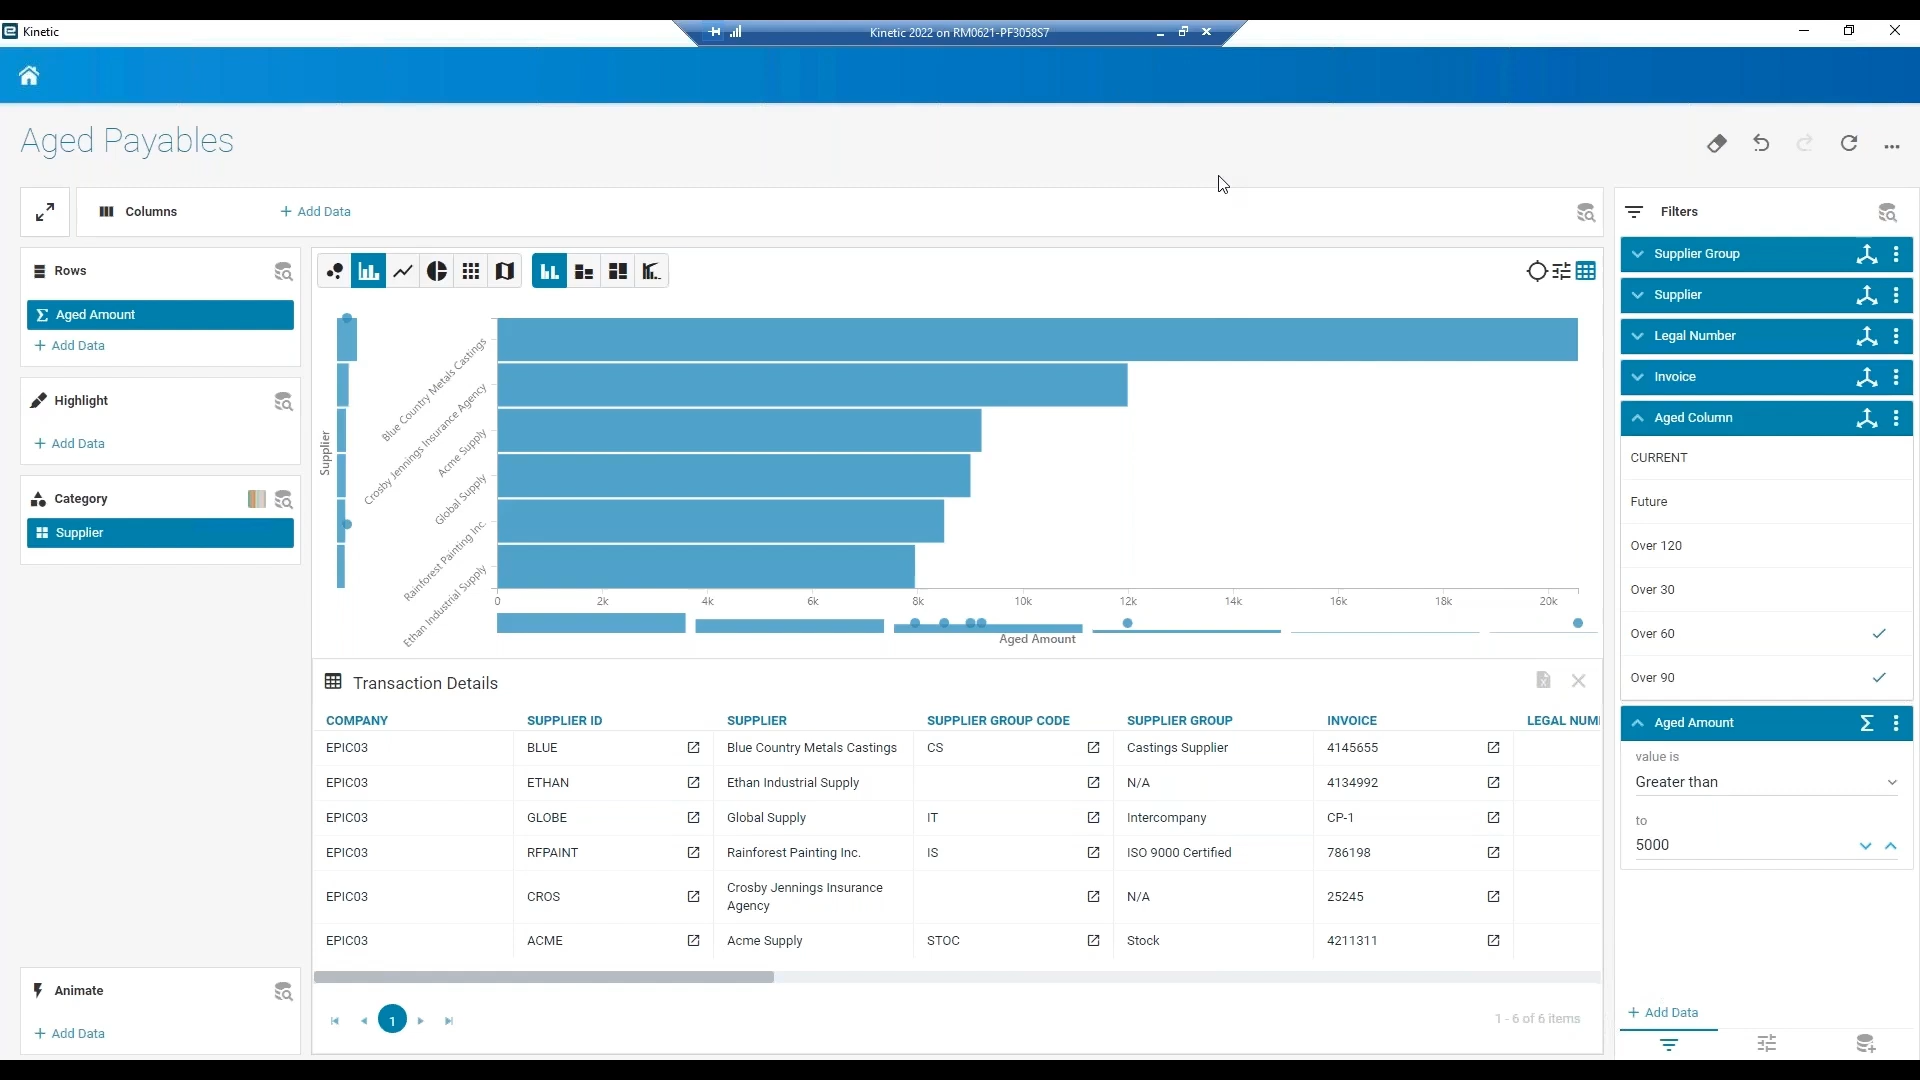 Kinetic
Kinetic 2022 on RM0621-PF3058S7
Aged Payables
Columns
+ Add Data
Filters
Rows
Aged Amount
+ Add Data
Highlight
+ Add Data
Category
Supplier
Animate
+ Add Data
Supplier
Blue Country Metals Castings
Crosby Jennings Insurance Agency
Acme Supply
Global Supply
Rainforest Painting Inc.
Ethan Industrial Supply
0 2k 4k 6k 8k 10k 12k 14k 16k 18k 20k
Aged Amount
Transaction Details
COMPANY SUPPLIER ID SUPPLIER SUPPLIER GROUP CODE SUPPLIER GROUP INVOICE LEGAL NUM
EPIC03 BLUE Blue Country Metals Castings CS Castings Supplier 4145655
EPIC03 ETHAN Ethan Industrial Supply N/A 4134992
EPIC03 GLOBE Global Supply IT Intercompany CP-1
EPIC03 RFPAINT Rainforest Painting Inc. IS ISO 9000 Certified 786198
EPIC03 CROS Crosby Jennings Insurance Agency N/A 25245
EPIC03 ACME Acme Supply STOC Stock 4211311
1
1 - 6 of 6 items
Supplier Group
Supplier
Legal Number
Invoice
Aged Column
CURRENT
Future
Over 120
Over 30
Over 60
Over 90
Aged Amount
value is
Greater than
to
5000
+ Add Data